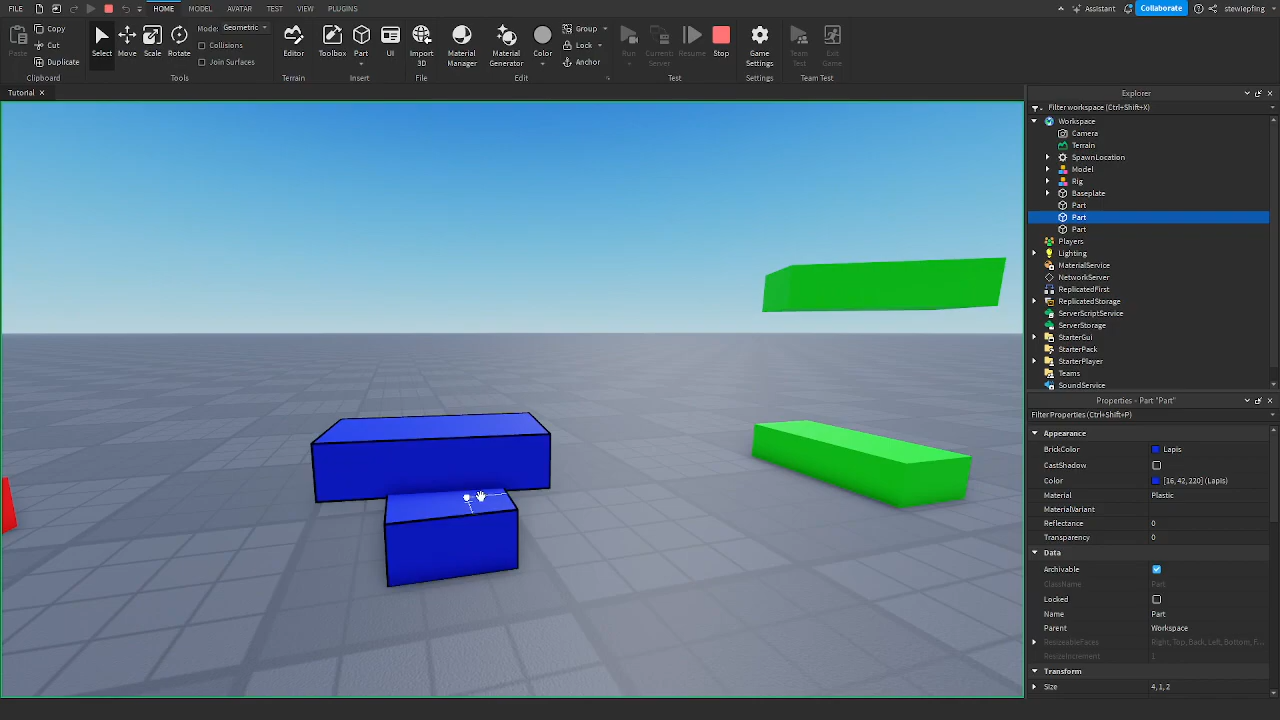 FILE HOME MODEL AVATAR TEST VIEW PLUGINS Assistant Collaborate stewiepfing
Paste Copy Cut Duplicate Select Move Scale Rotate Mode: Geometric Collisions Join Surfaces Editor Toolbox Part UI Import 3D Material Manager Material Generator Color Group Lock Anchor Run Current: Server Resume Stop Game Settings Team Test Exit Game
Clipboard Tools Terrain Insert File Edit Test Settings Team Test
Tutorial
Explorer
Filter workspace (Ctrl+Shift+X)
Workspace
Camera
Terrain
SpawnLocation
Model
Rig
Baseplate
Part
Part
Part
Players
Lighting
MaterialService
NetworkServer
ReplicatedFirst
ReplicatedStorage
ServerScriptService
ServerStorage
StarterGui
StarterPack
StarterPlayer
Teams
SoundService
Properties - Part "Part"
Filter Properties (Ctrl+Shift+P)
Appearance
BrickColor Lapis
CastShadow
Color [16, 42, 220] (Lapis)
Material Plastic
MaterialVariant
Reflectance 0
Transparency 0
Data
Archivable
ClassName Part
Locked
Name Part
Parent Workspace
ResizeableFaces Right, Top, Back, Left, Bottom, F...
ResizeIncrement 1
Transform
Size 4, 1, 2